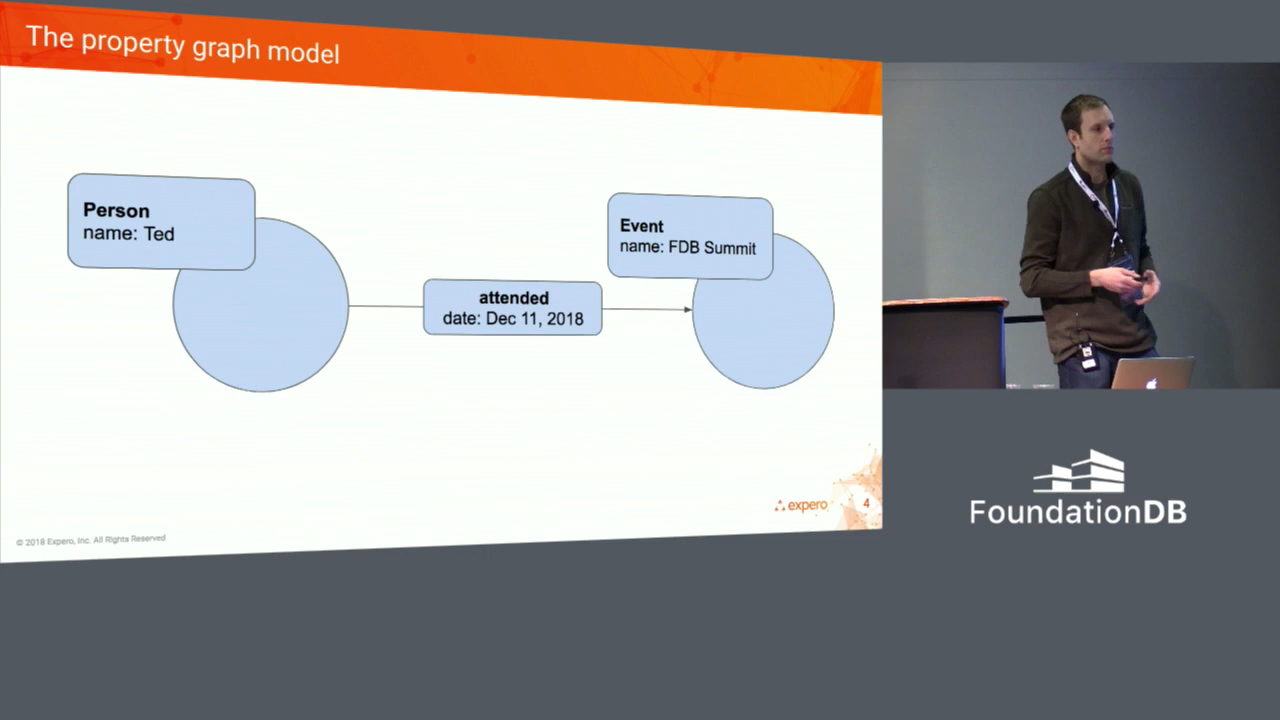 The property graph model
Person
name: Ted
Event
name: FDB Summit
attended
date: Dec 11, 2018
expero
4
© 2018 Expero, Inc. All Rights Reserved
FoundationDB